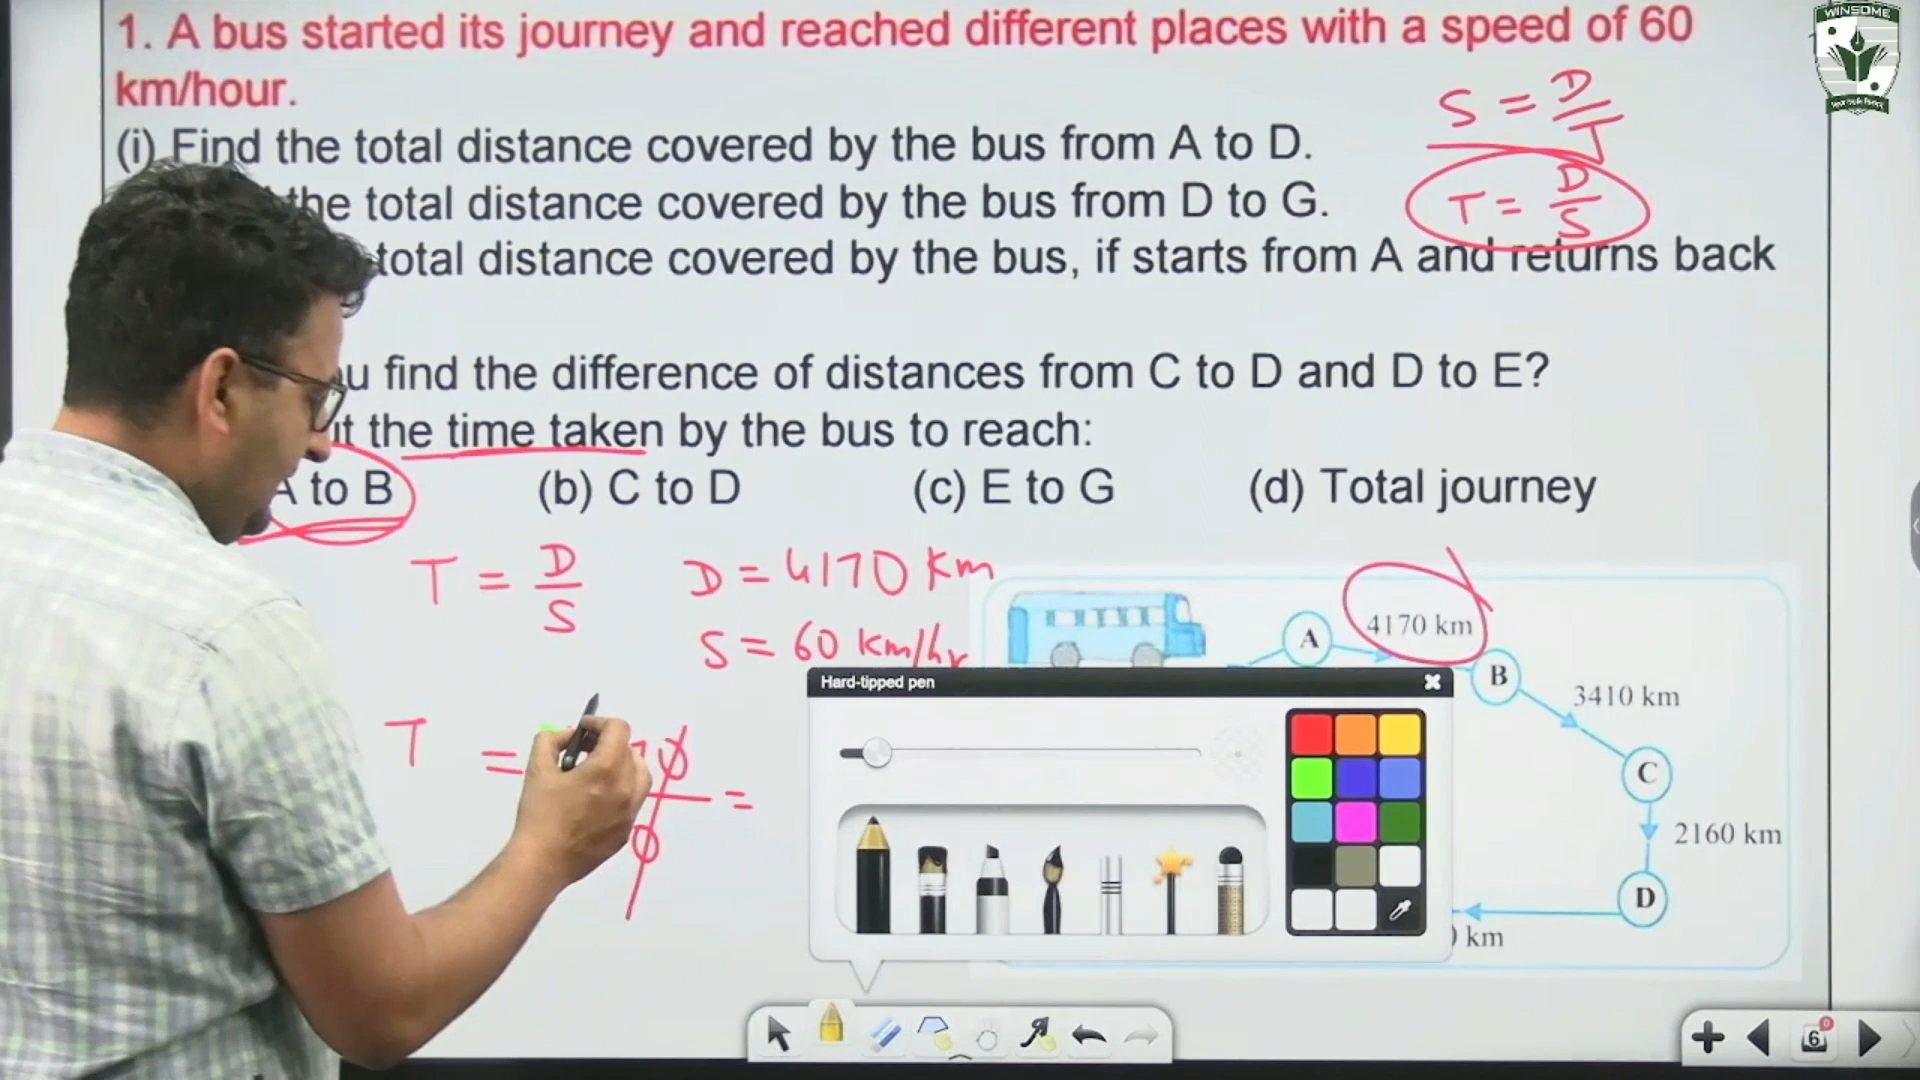 WINSOME
1. A bus started its journey and reached different places with a speed of 60
km/hour.
(i) Find the total distance covered by the bus from A to D.
the total distance covered by the bus from D to G.
total distance covered by the bus, if starts from A and returns back
u find the difference of distances from C to D and D to E?
it the time taken by the bus to reach:
A to B (b) C to D (c) E to G (d) Total journey
S = D/T
T = D/S
T = D/S D = 4170 km
S = 60 km/hr
T = 0
0 =
Hard-tipped pen
A 4170 km
B
3410 km
C
2160 km
D
km
6